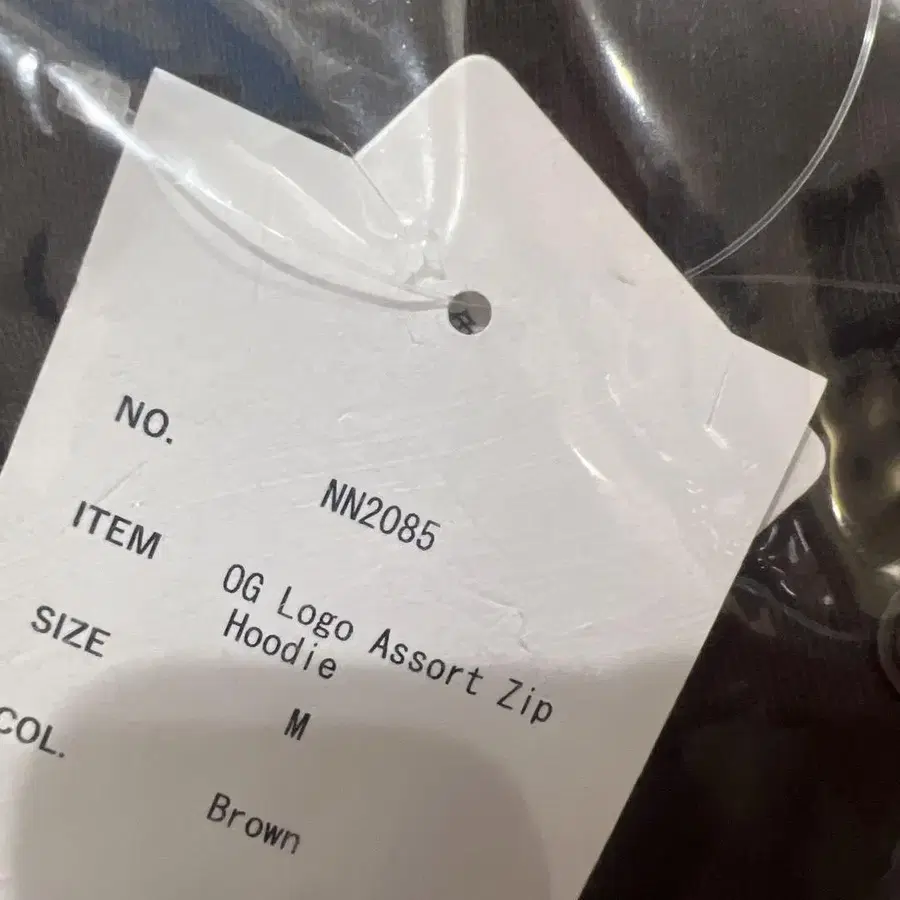 NO. NN2085
ITEM OG Logo Assort Zip
Hoodie
SIZE M
COL. Brown